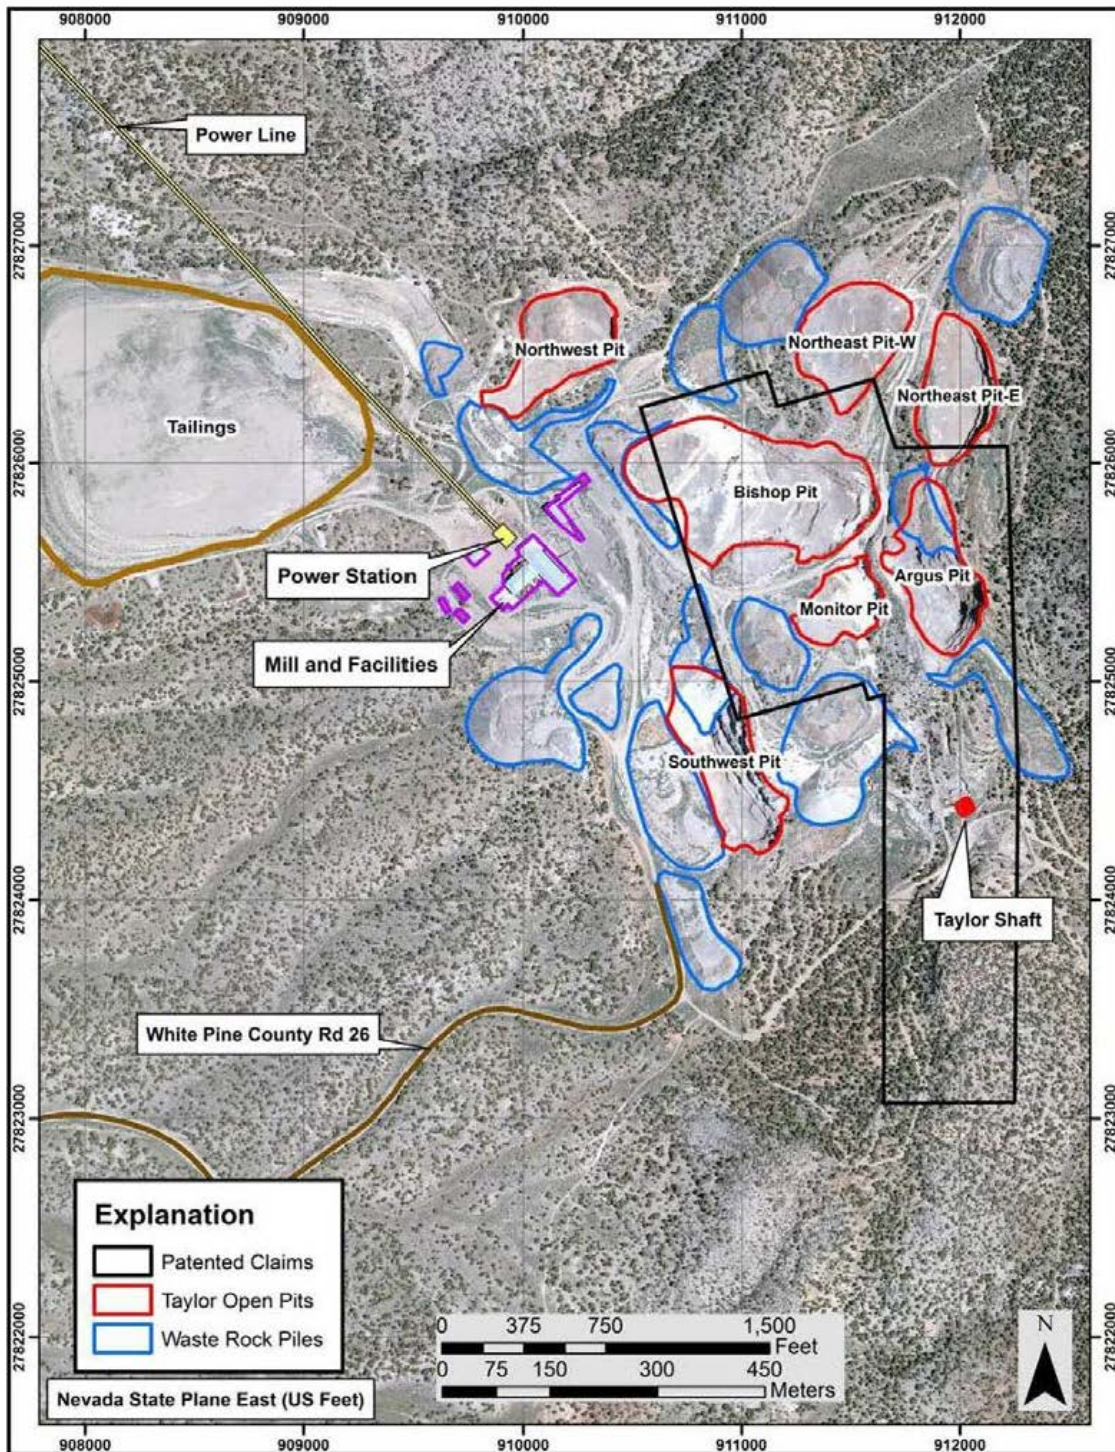 908000
909000
910000
911000
912000
Power Line
27827000
27827000
Northwest Pit
Northeast Pit-W
Northeast Pit-E
Tailings
27826000
27826000
Bishop Pit
Power Station
Argus Pit
Monitor Pit
Mill and Facilities
27825000
27825000
Southwest Pit
27824000
27824000
Taylor Shaft
White Pine County Rd 26
27823000
27823000
Explanation
Patented Claims
Taylor Open Pits
Waste Rock Piles
Nevada State Plane East (US Feet)
0 375 750 1,500
Feet
0 75 150 300 450
Meters
N
27822000
27822000
908000
909000
910000
911000
912000